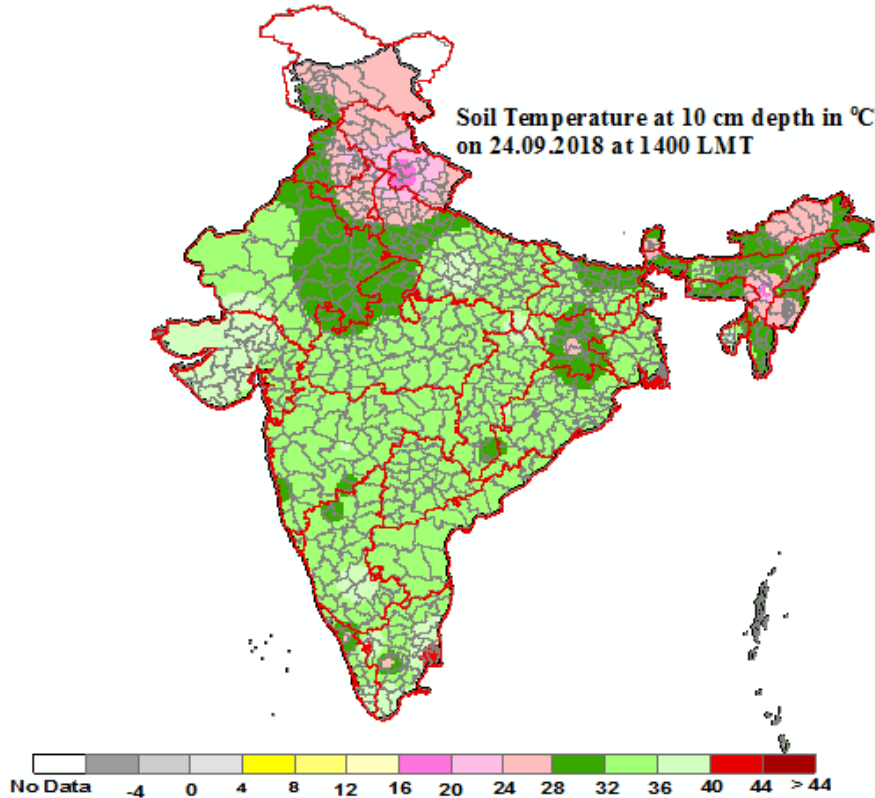 Soil Temperature at 10 cm depth in ⁰C
on 24.09.2018 at 1400 LMT
No Data -4 0 4 8 12 16 20 24 28 32 36 40 44 > 44